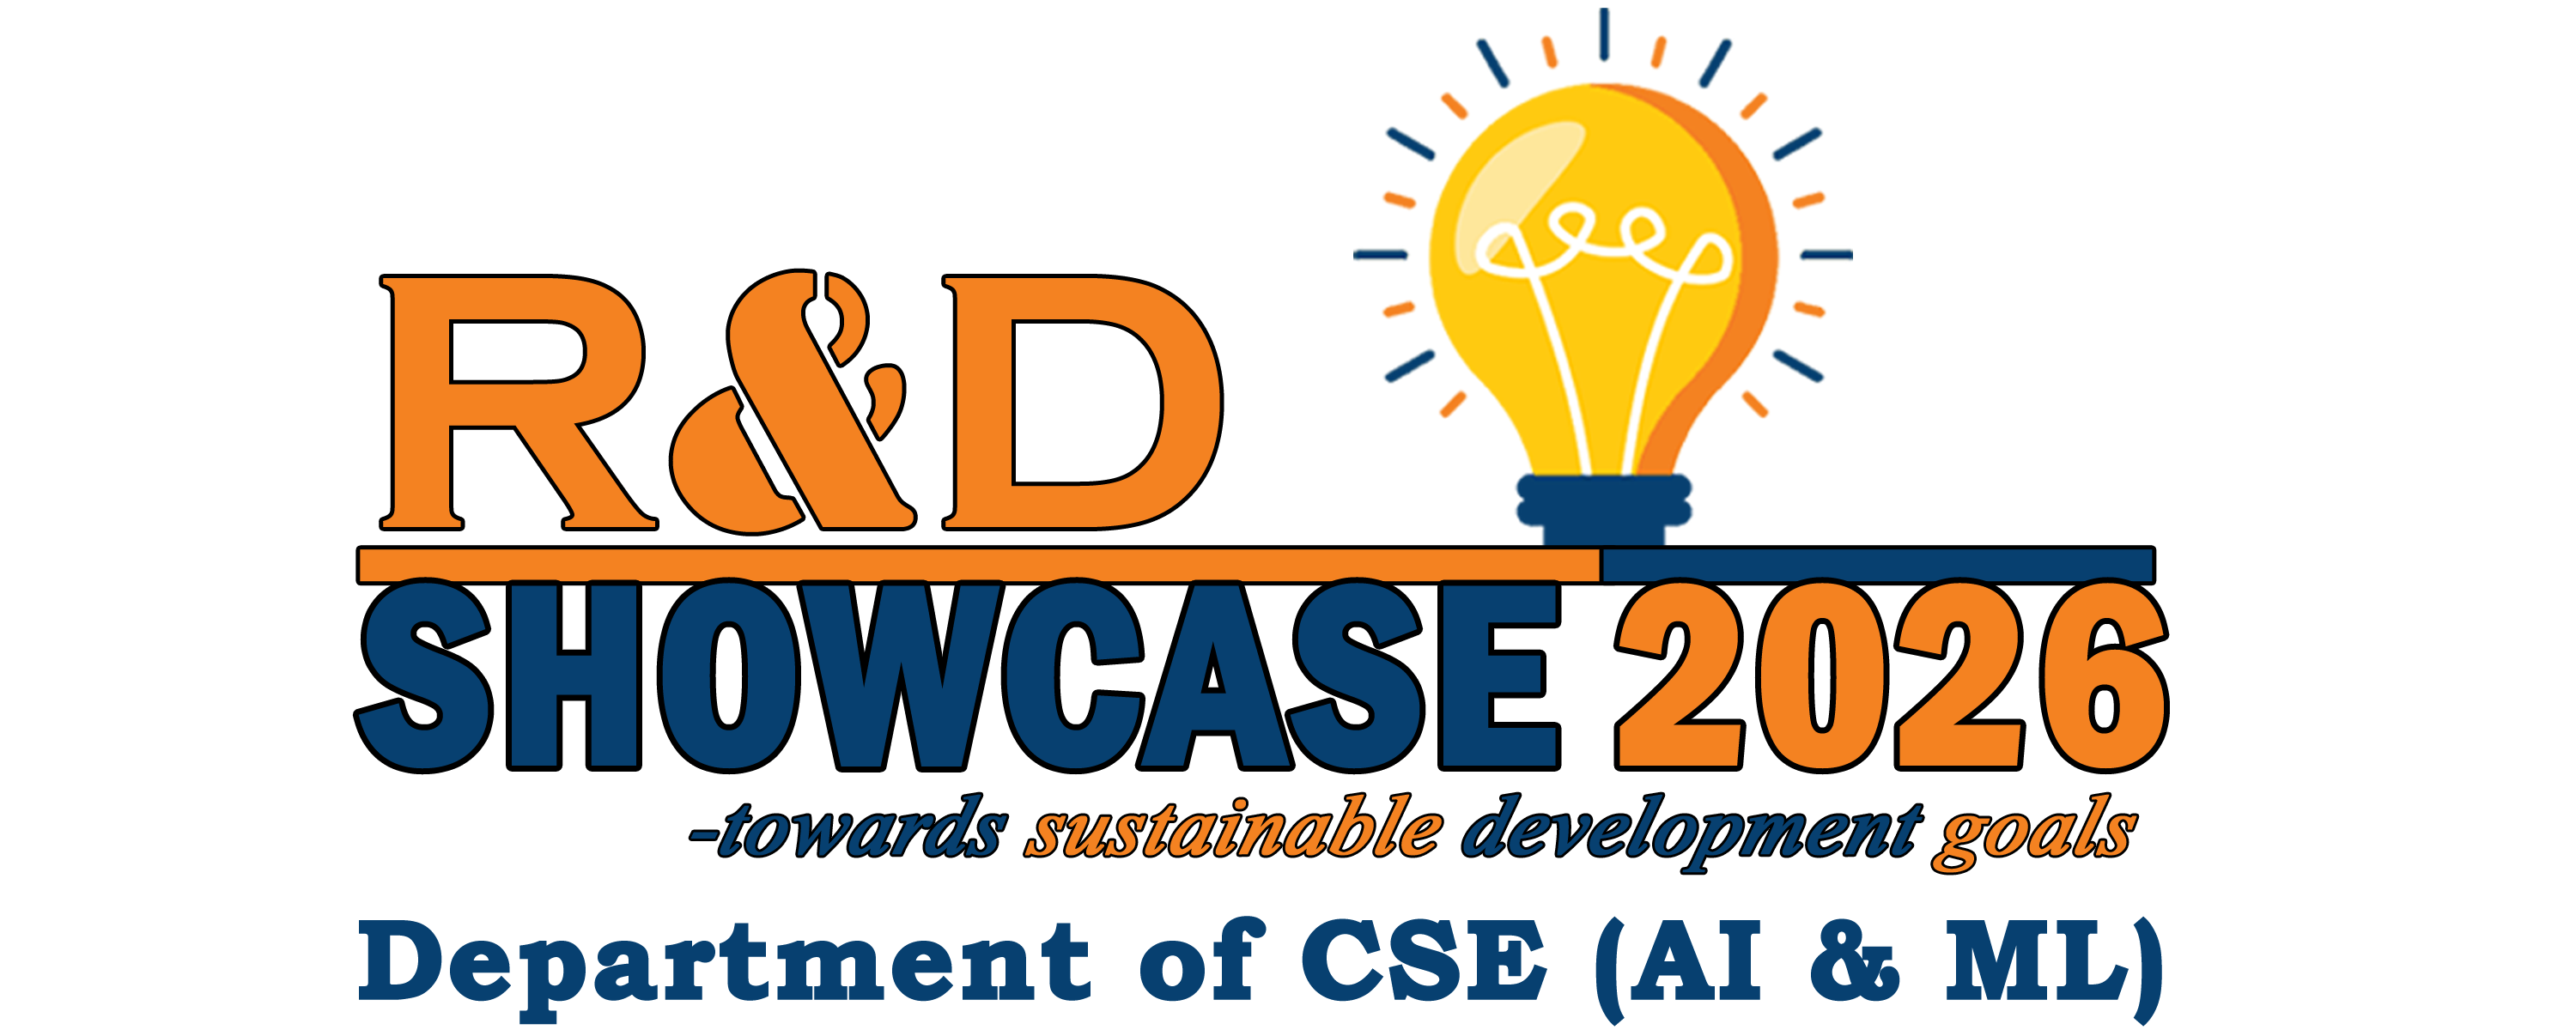 R&D
SHOWCASE 2026
-towards sustainable development goals
Department of CSE (AI & ML)